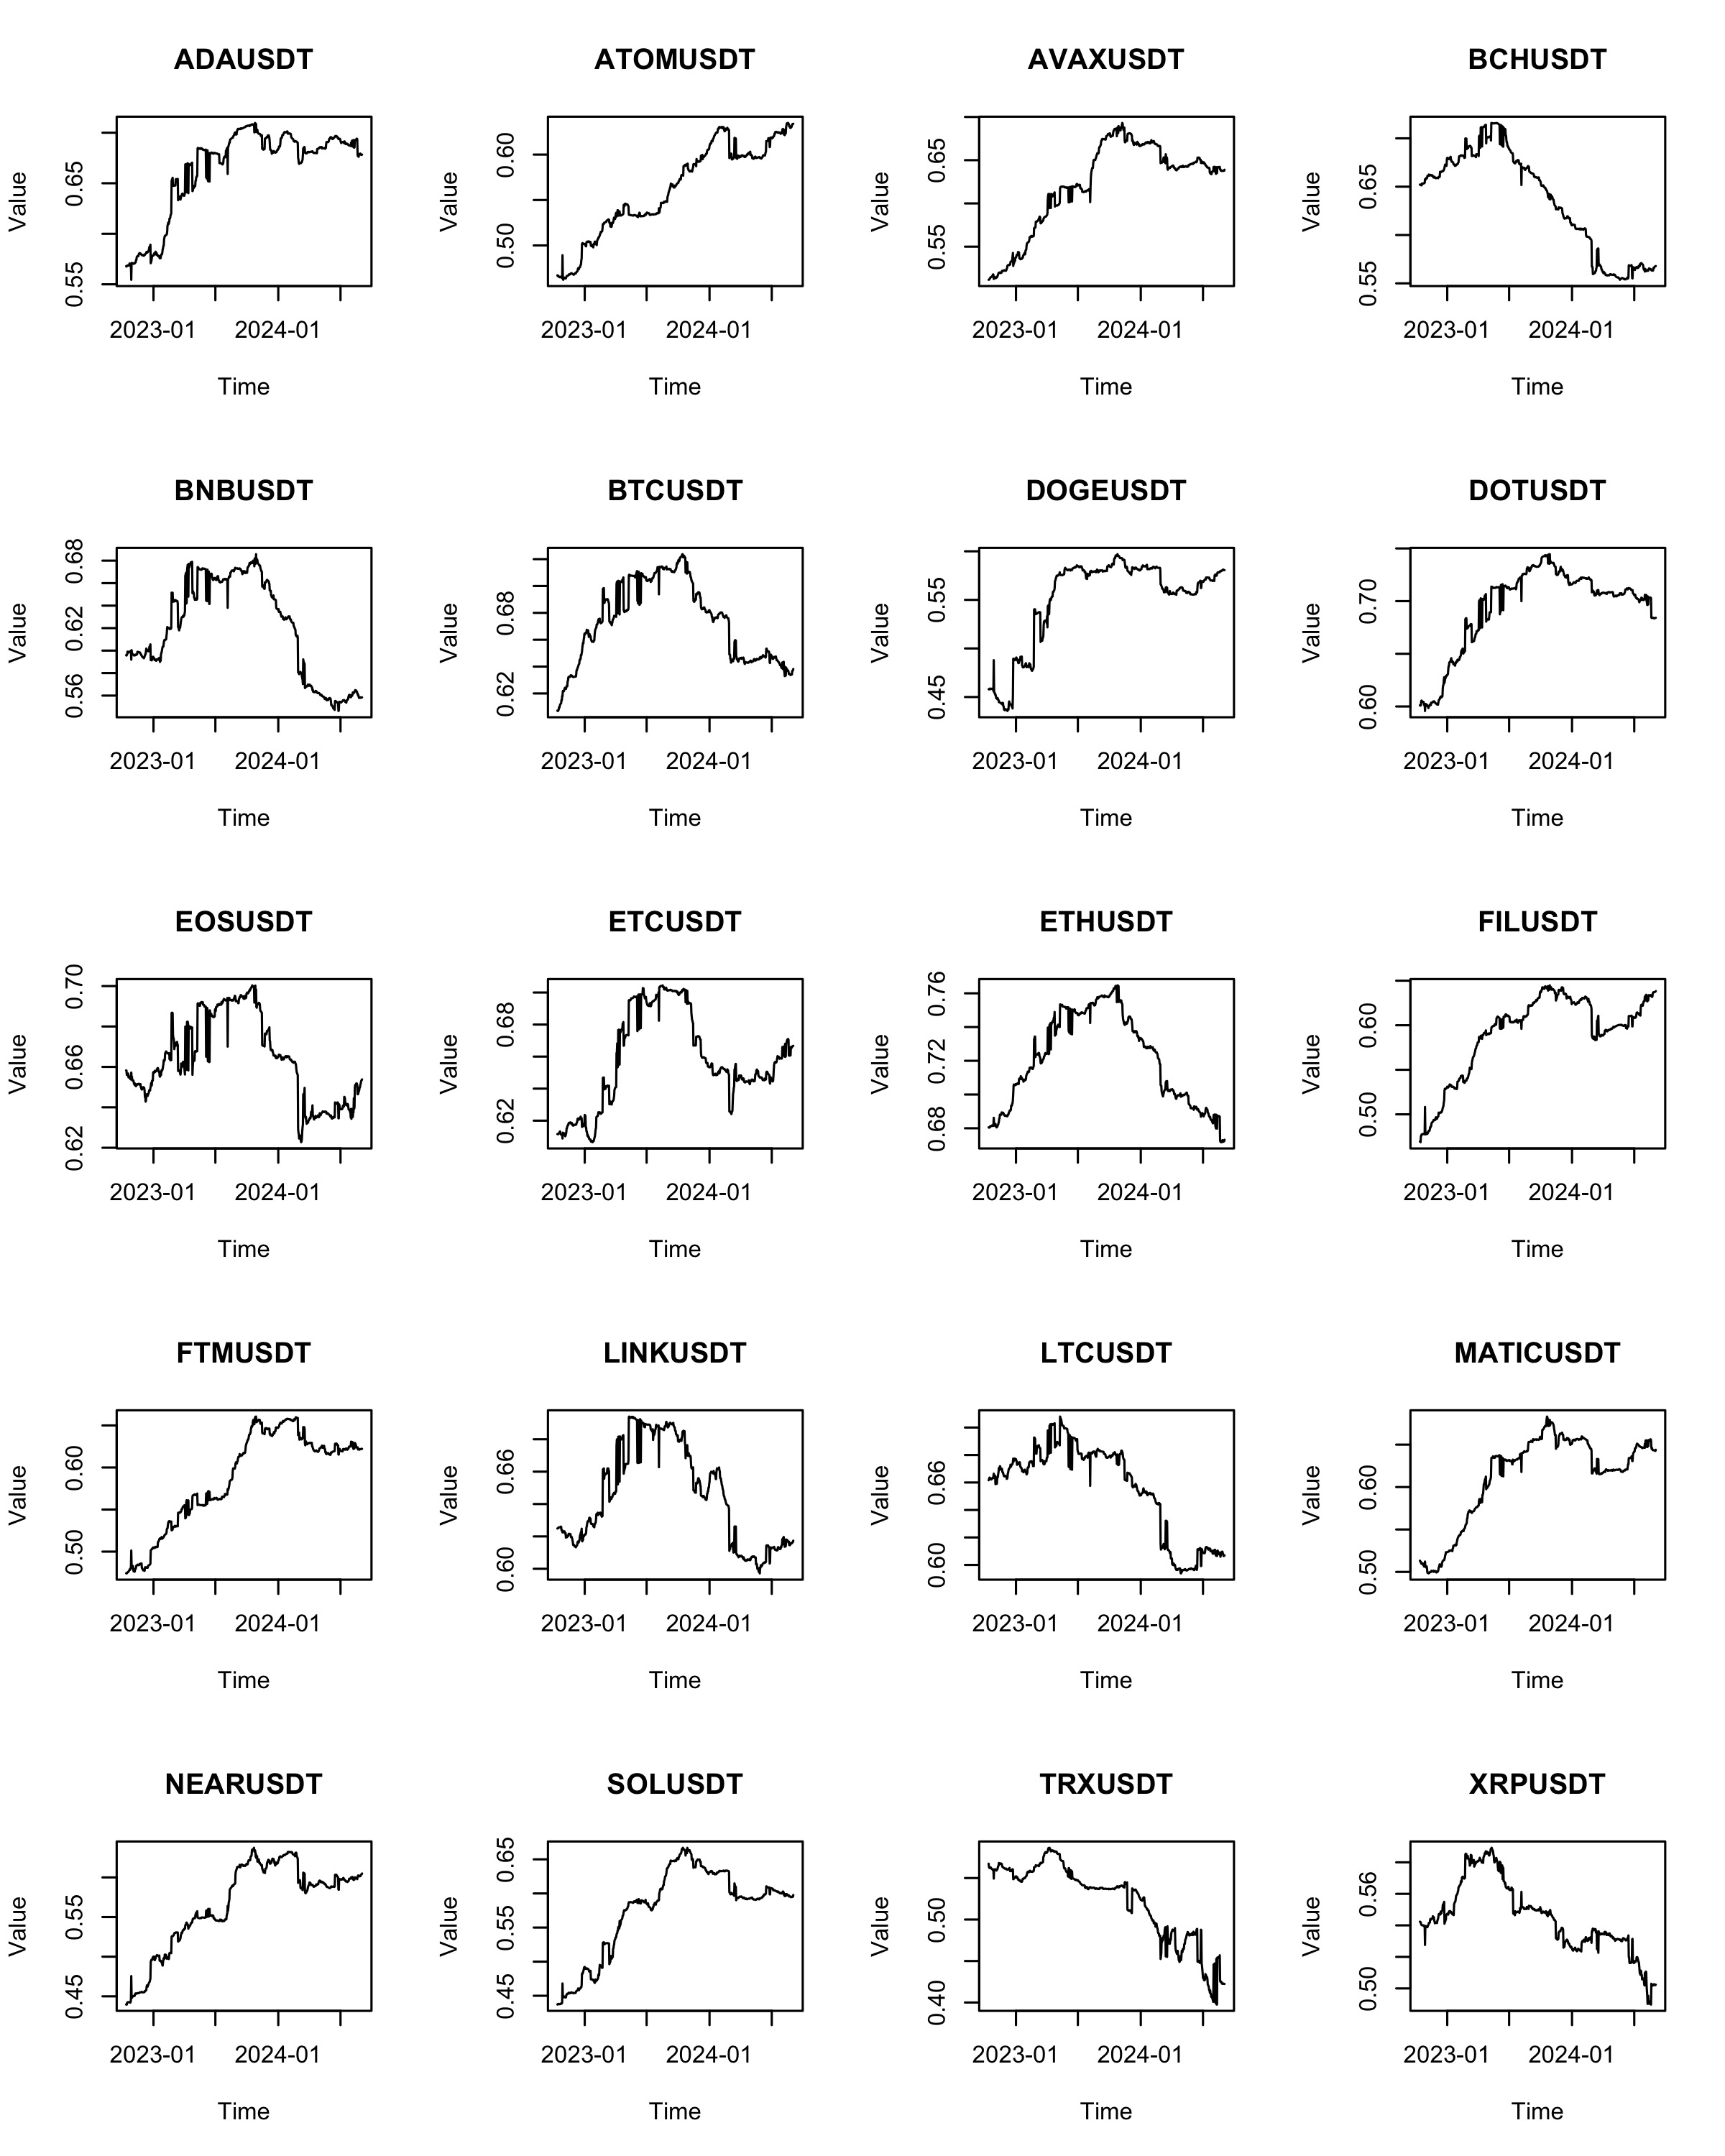 ADAUSDT ATOMUSDT AVAXUSDT BCHUSDT
Value 0.55 0.65 Value 0.50 0.60 Value 0.55 0.65 Value 0.55 0.65
2023-01 2024-01 2023-01 2024-01 2023-01 2024-01 2023-01 2024-01
Time Time Time Time
BNBUSDT BTCUSDT DOGEUSDT DOTUSDT
Value 0.56 0.62 0.68 Value 0.62 0.68 Value 0.45 0.55 Value 0.60 0.70
2023-01 2024-01 2023-01 2024-01 2023-01 2024-01 2023-01 2024-01
Time Time Time Time
EOSUSDT ETCUSDT ETHUSDT FILUSDT
Value 0.62 0.66 0.70 Value 0.62 0.68 Value 0.68 0.72 0.76 Value 0.50 0.60
2023-01 2024-01 2023-01 2024-01 2023-01 2024-01 2023-01 2024-01
Time Time Time Time
FTMUSDT LINKUSDT LTCUSDT MATICUSDT
Value 0.50 0.60 Value 0.60 0.66 Value 0.60 0.66 Value 0.50 0.60
2023-01 2024-01 2023-01 2024-01 2023-01 2024-01 2023-01 2024-01
Time Time Time Time
NEARUSDT SOLUSDT TRXUSDT XRPUSDT
Value 0.45 0.55 Value 0.45 0.55 0.65 Value 0.40 0.50 Value 0.50 0.56
2023-01 2024-01 2023-01 2024-01 2023-01 2024-01 2023-01 2024-01
Time Time Time Time